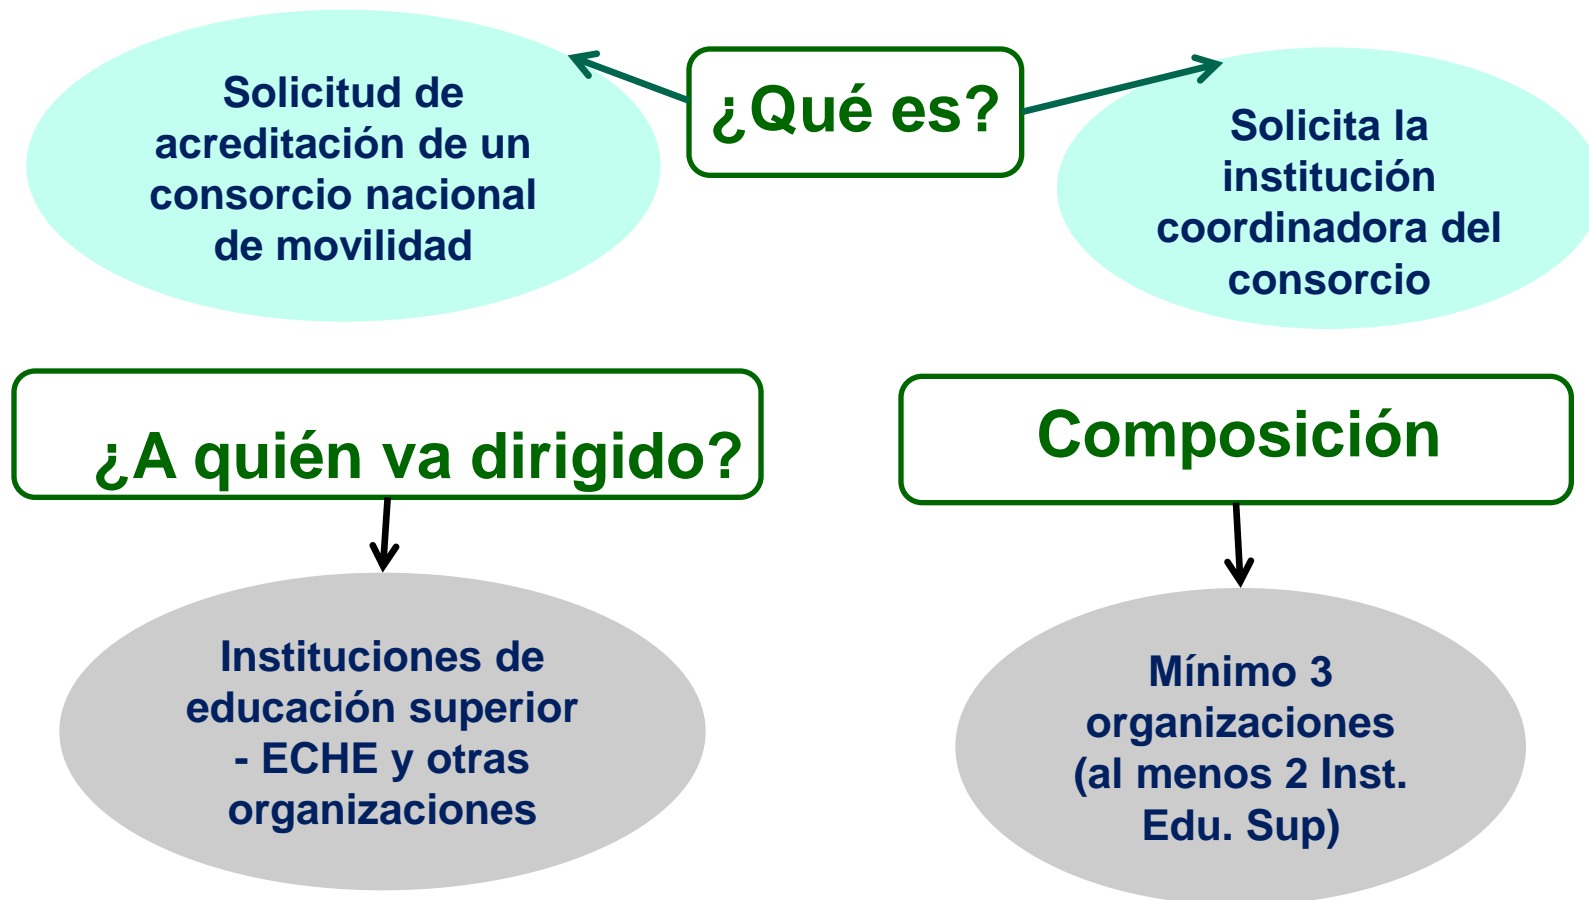 ¿Qué es?
Solicitud de
acreditación de un
consorcio nacional
de movilidad
Solicita la
institución
coordinadora del
consorcio
¿A quién va dirigido?
Instituciones de
educación superior
- ECHE y otras
organizaciones
Composición
Mínimo 3
organizaciones
(al menos 2 Inst.
Edu. Sup)